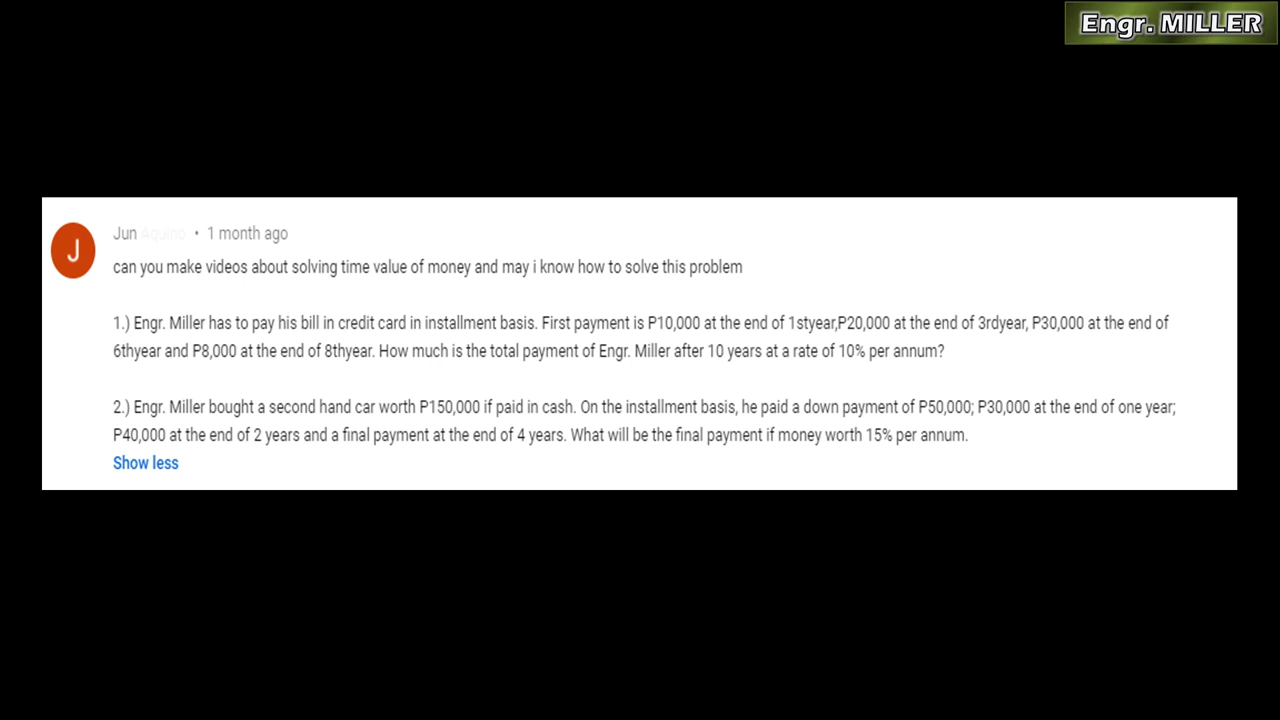 Engr. MILLER
J
Jun Aquino • 1 month ago
can you make videos about solving time value of money and may i know how to solve this problem
1.) Engr. Miller has to pay his bill in credit card in installment basis. First payment is P10,000 at the end of 1styear,P20,000 at the end of 3rdyear, P30,000 at the end of
6thyear and P8,000 at the end of 8thyear. How much is the total payment of Engr. Miller after 10 years at a rate of 10% per annum?
2.) Engr. Miller bought a second hand car worth P150,000 if paid in cash. On the installment basis, he paid a down payment of P50,000; P30,000 at the end of one year;
P40,000 at the end of 2 years and a final payment at the end of 4 years. What will be the final payment if money worth 15% per annum.
Show less